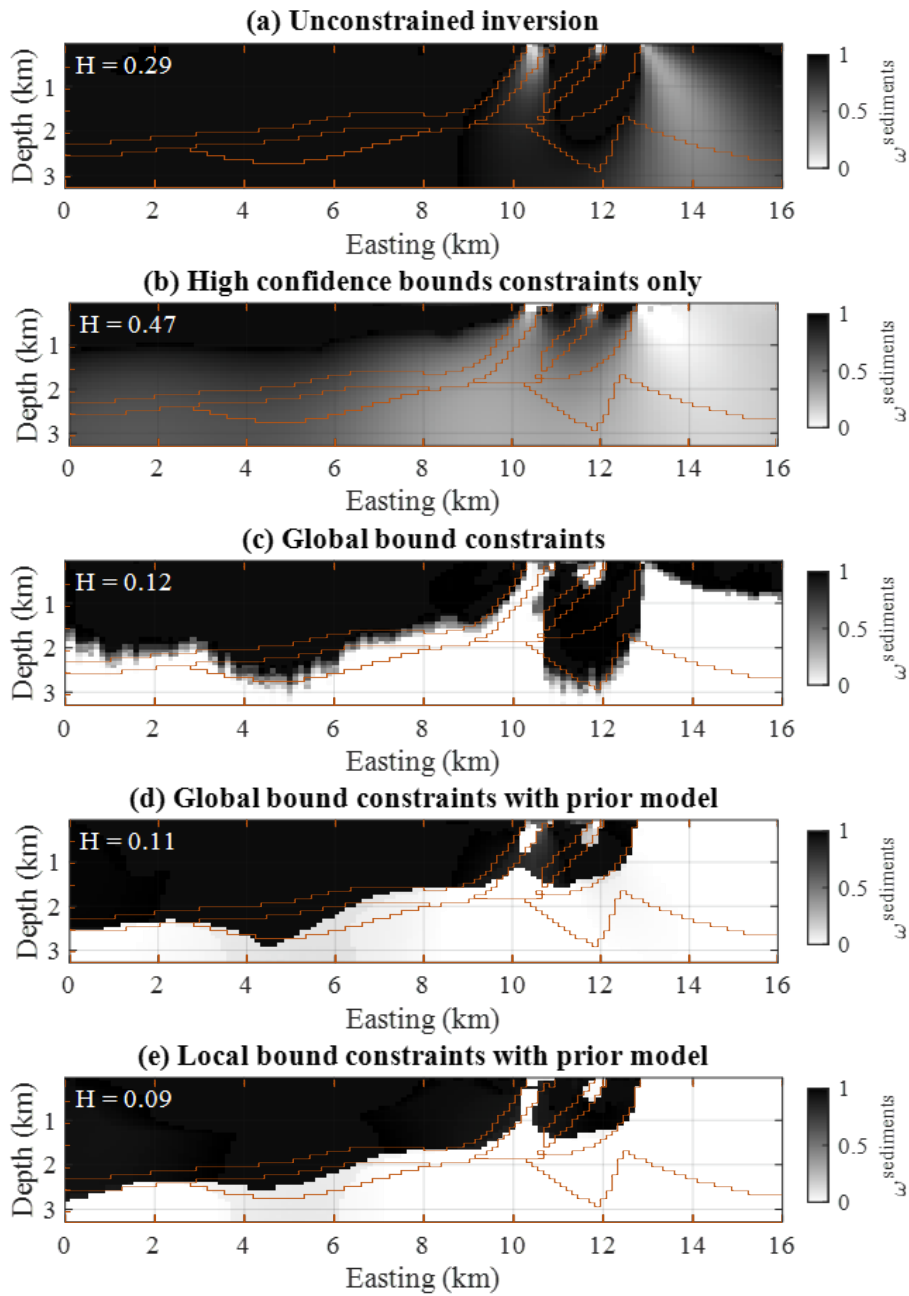 (a) Unconstrained inversion
H = 0.29
Depth (km)
1
2
3
0 2 4 6 8 10 12 14 16
Easting (km)
1
0.5
0
ω sediments
(b) High confidence bounds constraints only
H = 0.47
Depth (km)
1
2
3
0 2 4 6 8 10 12 14 16
Easting (km)
1
0.5
0
ω sediments
(c) Global bound constraints
H = 0.12
Depth (km)
1
2
3
0 2 4 6 8 10 12 14 16
Easting (km)
1
0.5
0
ω sediments
(d) Global bound constraints with prior model
H = 0.11
Depth (km)
1
2
3
0 2 4 6 8 10 12 14 16
Easting (km)
1
0.5
0
ω sediments
(e) Local bound constraints with prior model
H = 0.09
Depth (km)
1
2
3
0 2 4 6 8 10 12 14 16
Easting (km)
1
0.5
0
ω sediments